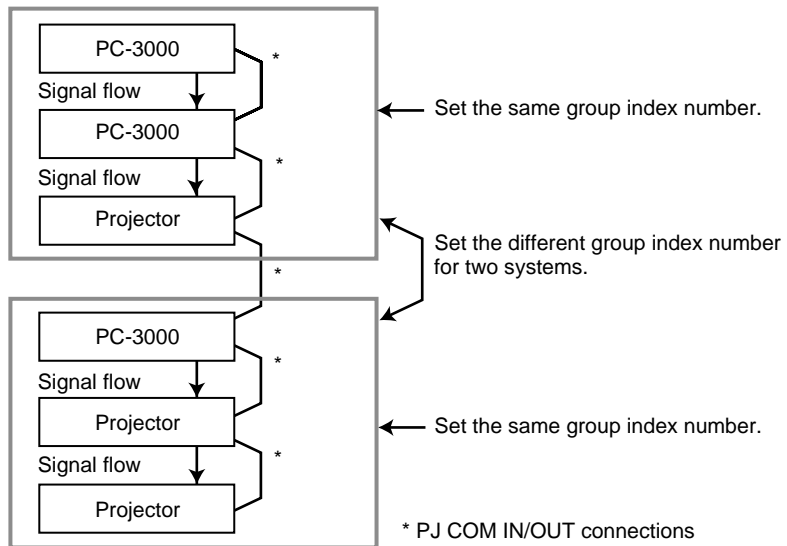 PC-3000
*
Signal flow
Set the same group index number.
PC-3000
*
Signal flow
Projector
Set the different group index number
for two systems.
*
PC-3000
*
Signal flow
Projector
Set the same group index number.
*
Signal flow
Projector
* PJ COM IN/OUT connections